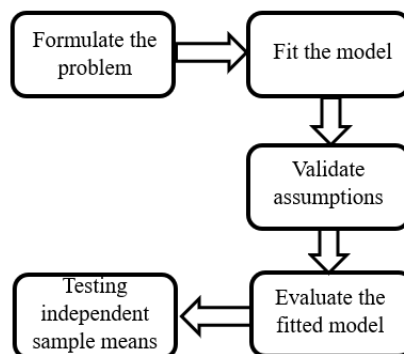 Formulate the
problem
Fit the model
Validate
assumptions
Evaluate the
fitted model
Testing
independent
sample means